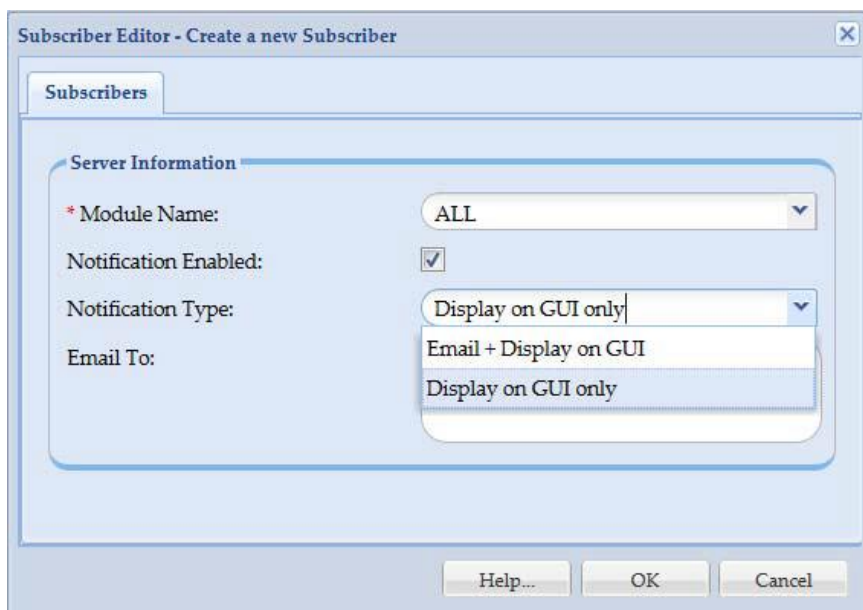 Subscriber Editor - Create a new Subscriber
Subscribers
Server Information
* Module Name:
ALL
Notification Enabled:
Notification Type:
Display on GUI only
Email To:
Email + Display on GUI
Display on GUI only
Help...
OK
Cancel